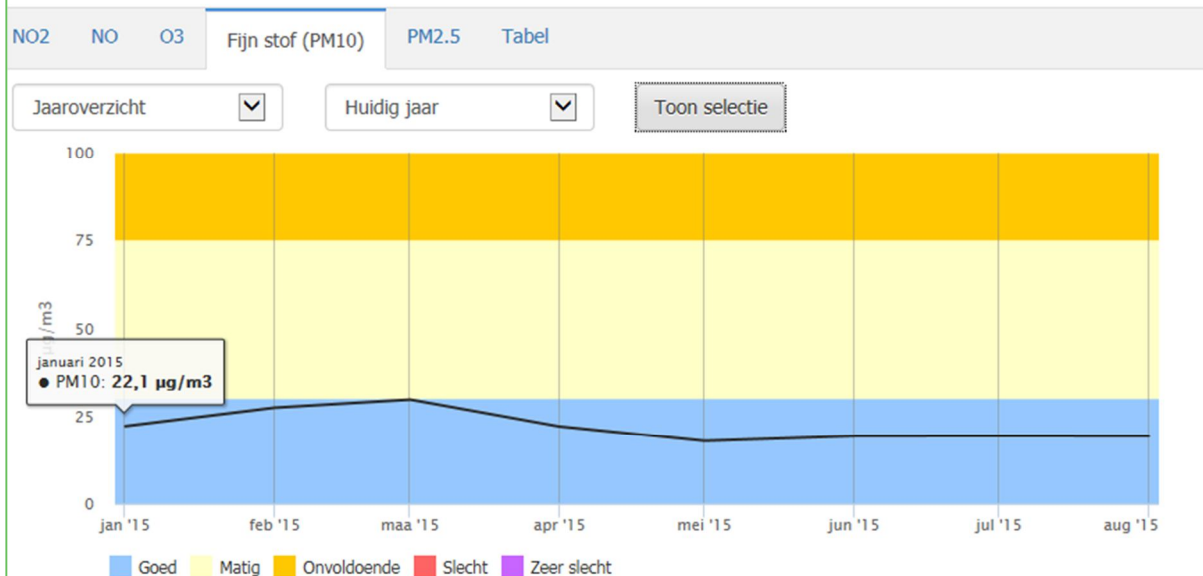 NO2 NO O3 Fijn stof (PM10) PM2.5 Tabel
Jaaroverzicht Huidig jaar Toon selectie
100
75
50
µg/m3
januari 2015
● PM10: 22,1 µg/m3
25
0
jan '15 feb '15 maa '15 apr '15 mei '15 jun '15 jul '15 aug '15
Goed Matig Onvoldoende Slecht Zeer slecht